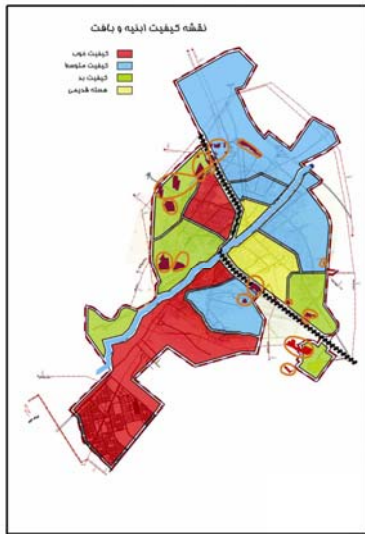 نقشه کیفیت ابنیه و بافت
کیفیت خوب
کیفیت متوسط
کیفیت بد
هسته قدیمی